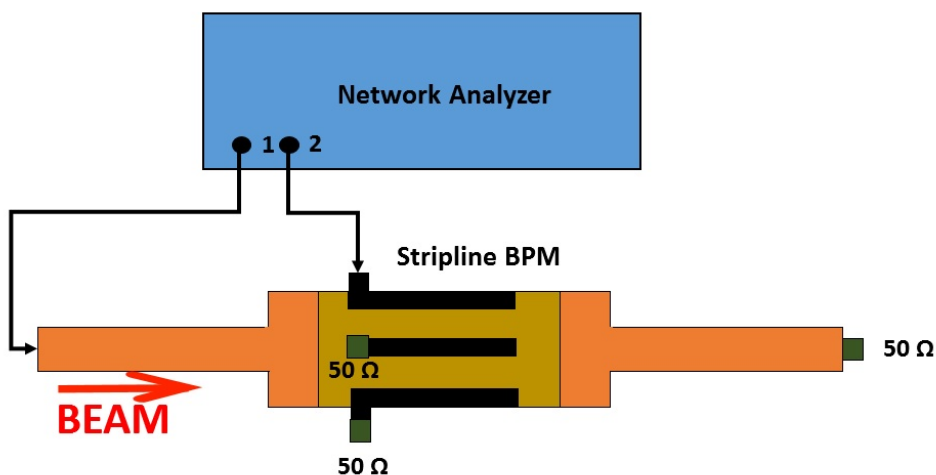 Network Analyzer
1 2
Stripline BPM
50 Ω
50 Ω
BEAM
50 Ω